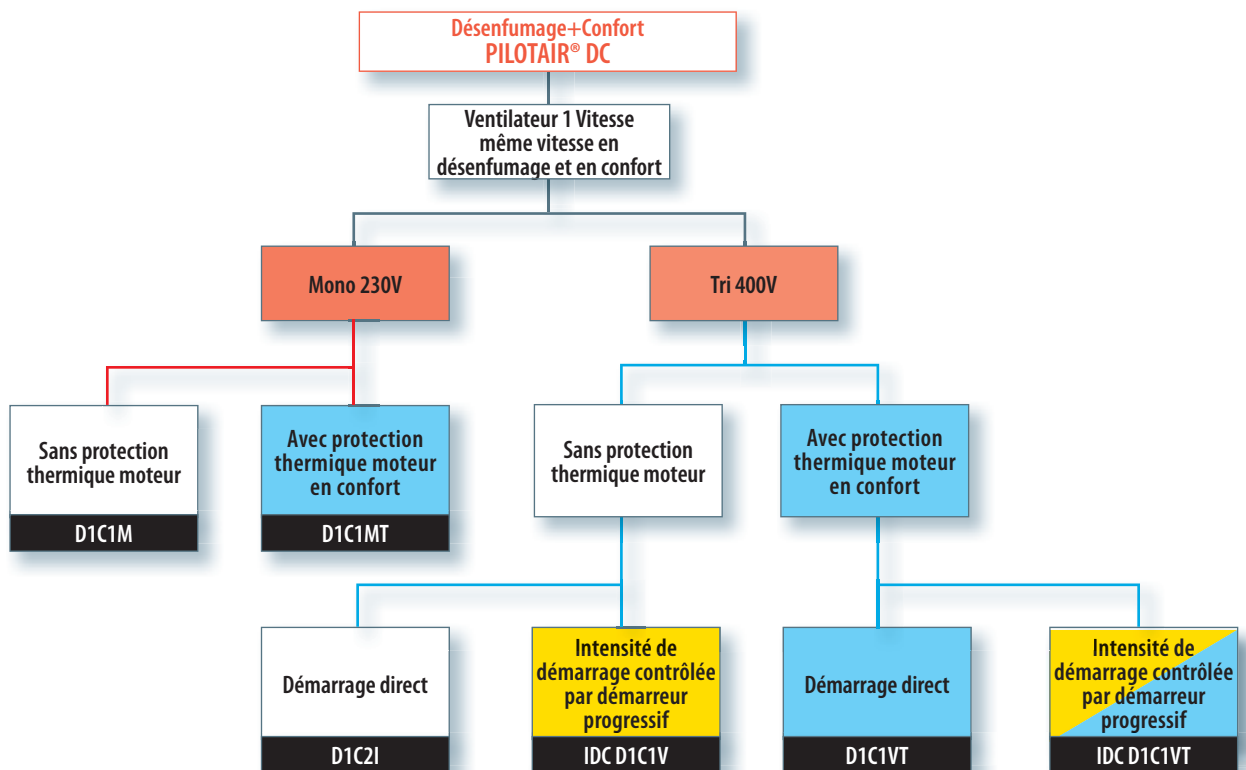 Désenfumage+Confort
PILOTAIR® DC
Ventilateur 1 Vitesse
même vitesse en
désenfumage et en confort
Mono 230V
Tri 400V
Sans protection
thermique moteur
D1C1M
Avec protection
thermique moteur
en confort
D1C1MT
Sans protection
thermique moteur
Avec protection
thermique moteur
en confort
Démarrage direct
D1C2I
Intensité de
démarrage contrôlée
par démarreur
progressif
IDC D1C1V
Démarrage direct
D1C1VT
Intensité de
démarrage contrôlée
par démarreur
progressif
IDC D1C1VT